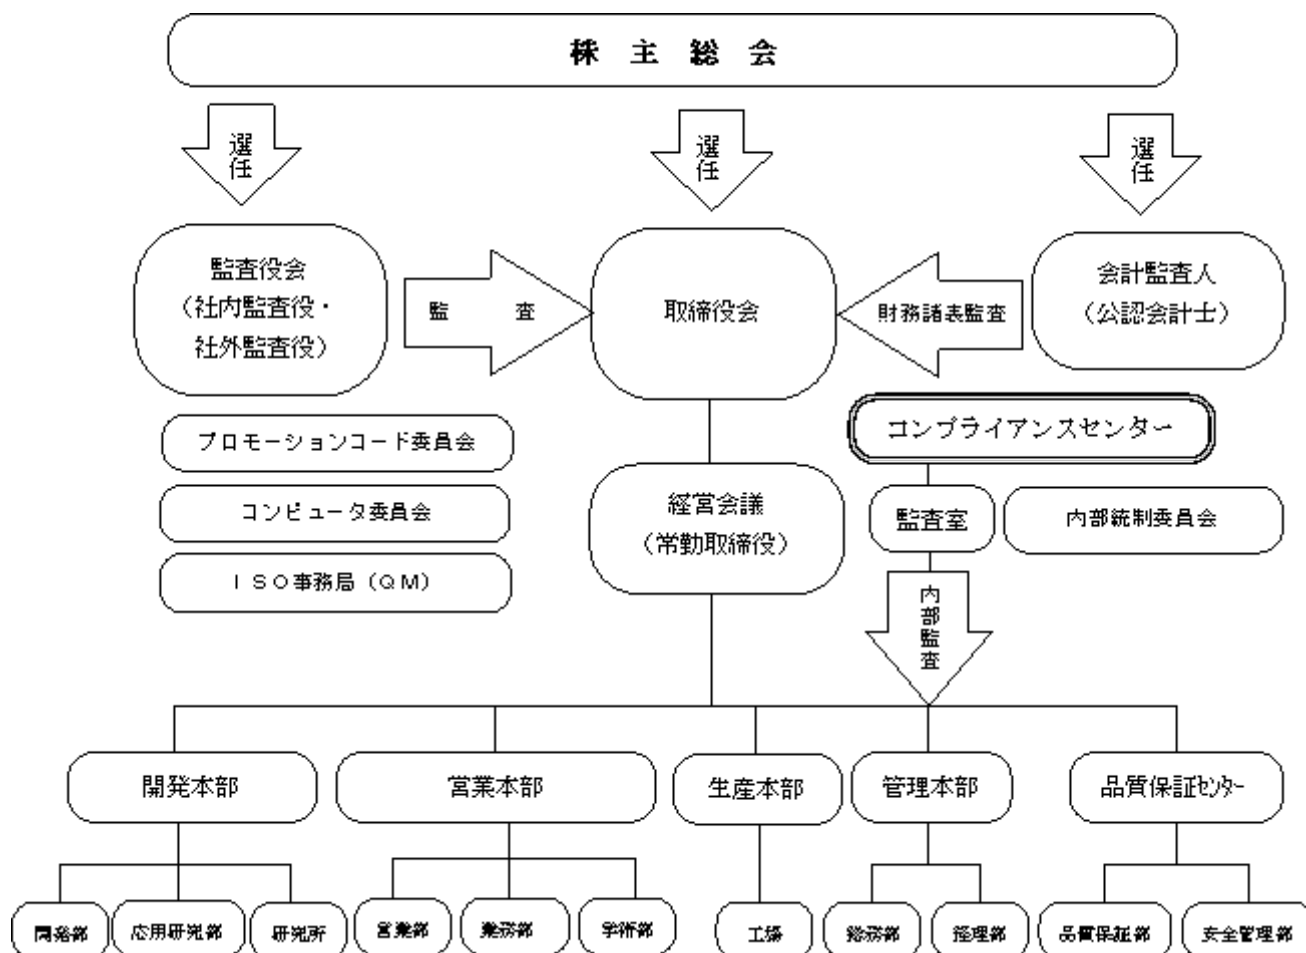 株主総会
選任
選任
選任
監査役会
(社内監査役・
社外監査役)
監査
取締役会
財務諸表監査
会計監査人
(公認会計士)
プロモーションコード委員会
コンピュータ委員会
ISO事務局(QM)
経営会議
(常勤取締役)
コンプライアンスセンター
監査室
内部統制委員会
内部監査
開発本部
営業本部
生産本部
管理本部
品質保証センター
開発部
応用研究部
研究所
営業部
業務部
学術部
工場
総務部
経理部
品質保証部
安全管理部